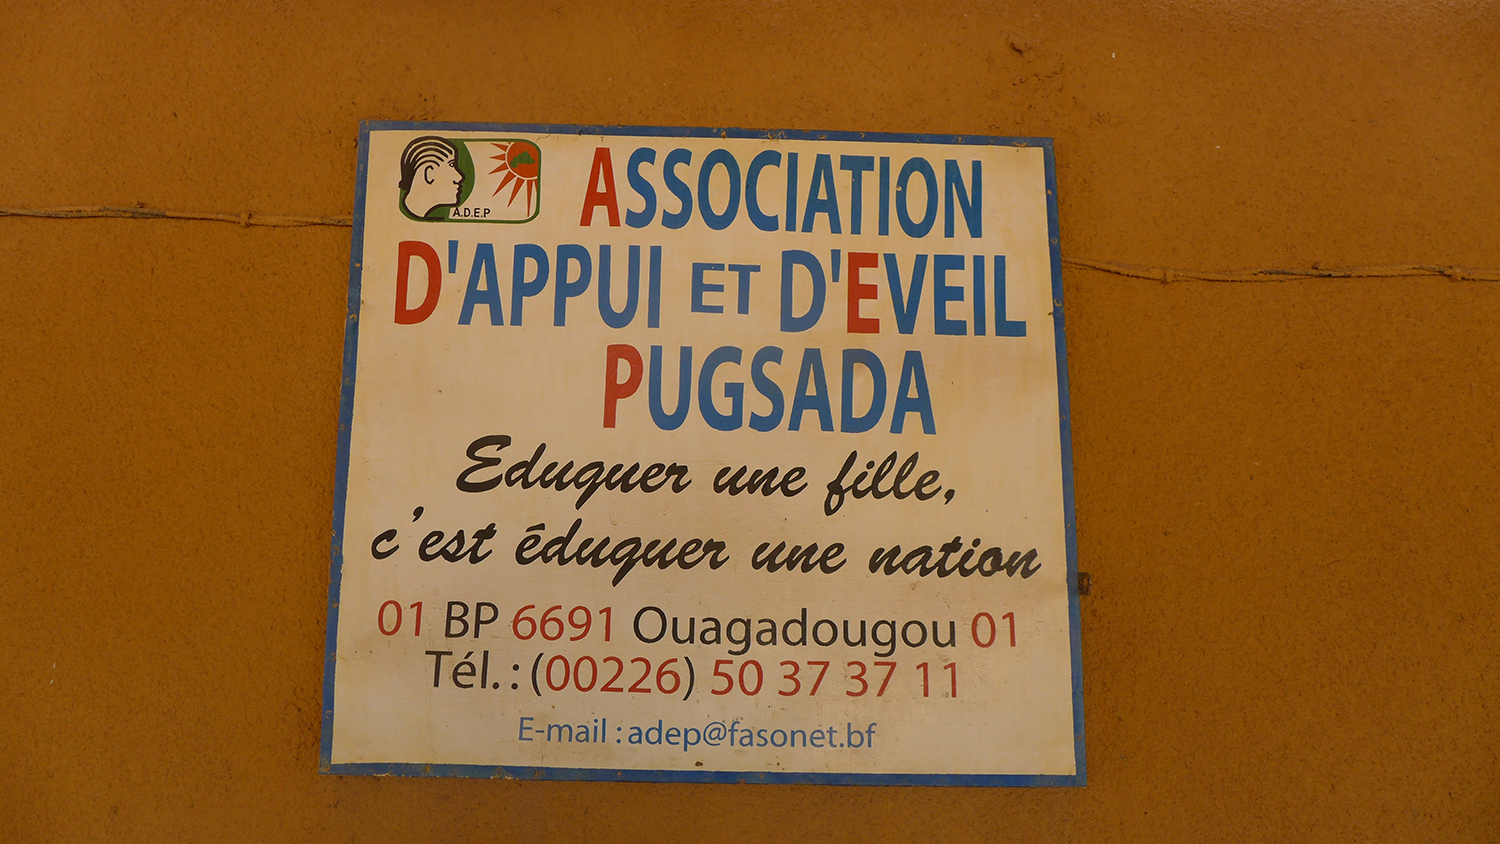 A.D.E.P
ASSOCIATION
D'APPUI ET D'EVEIL
PUGSADA
Eduquer une fille,
c'est éduquer une nation
01 BP 6691 Ouagadougou 01
Tél. : (00226) 50 37 37 11
E-mail : adep@fasonet.bf